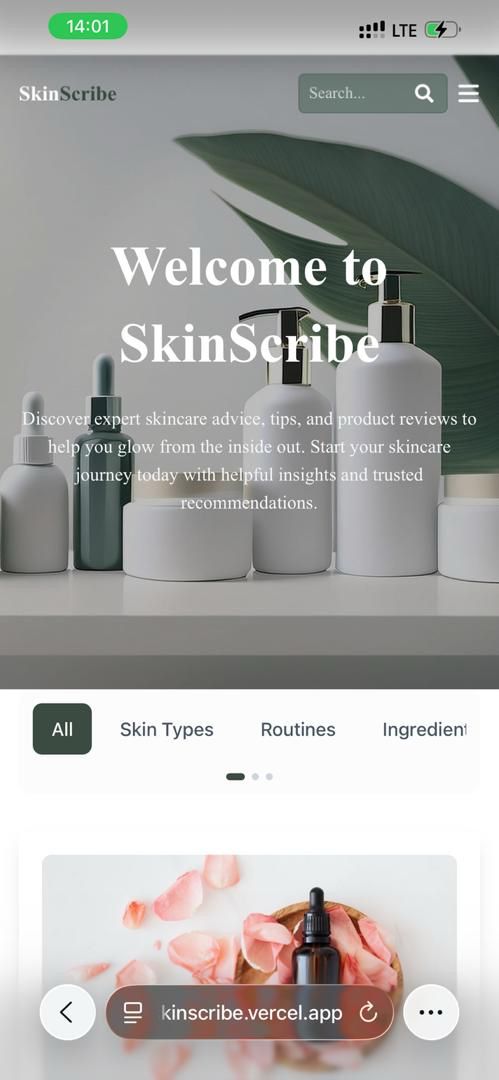 14:01
LTE
SkinScribe
Search...
Welcome to
SkinScribe
Discover expert skincare advice, tips, and product reviews to
help you glow from the inside out. Start your skincare
journey today with helpful insights and trusted
recommendations.
All
Skin Types
Routines
Ingredient
kinscribe.vercel.app